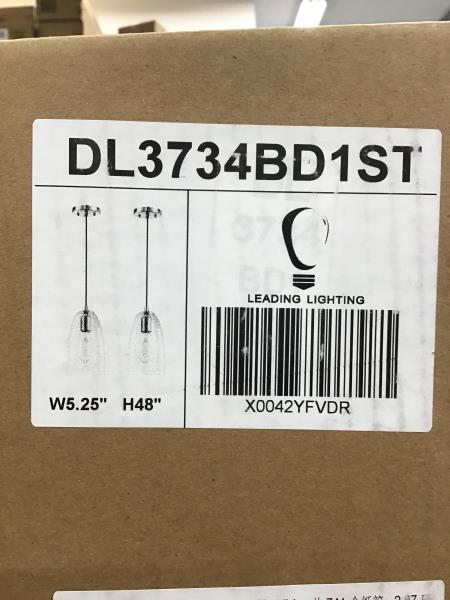 DL3734BD1ST
LEADING LIGHTING
W5.25" H48"
X0042YFVDR